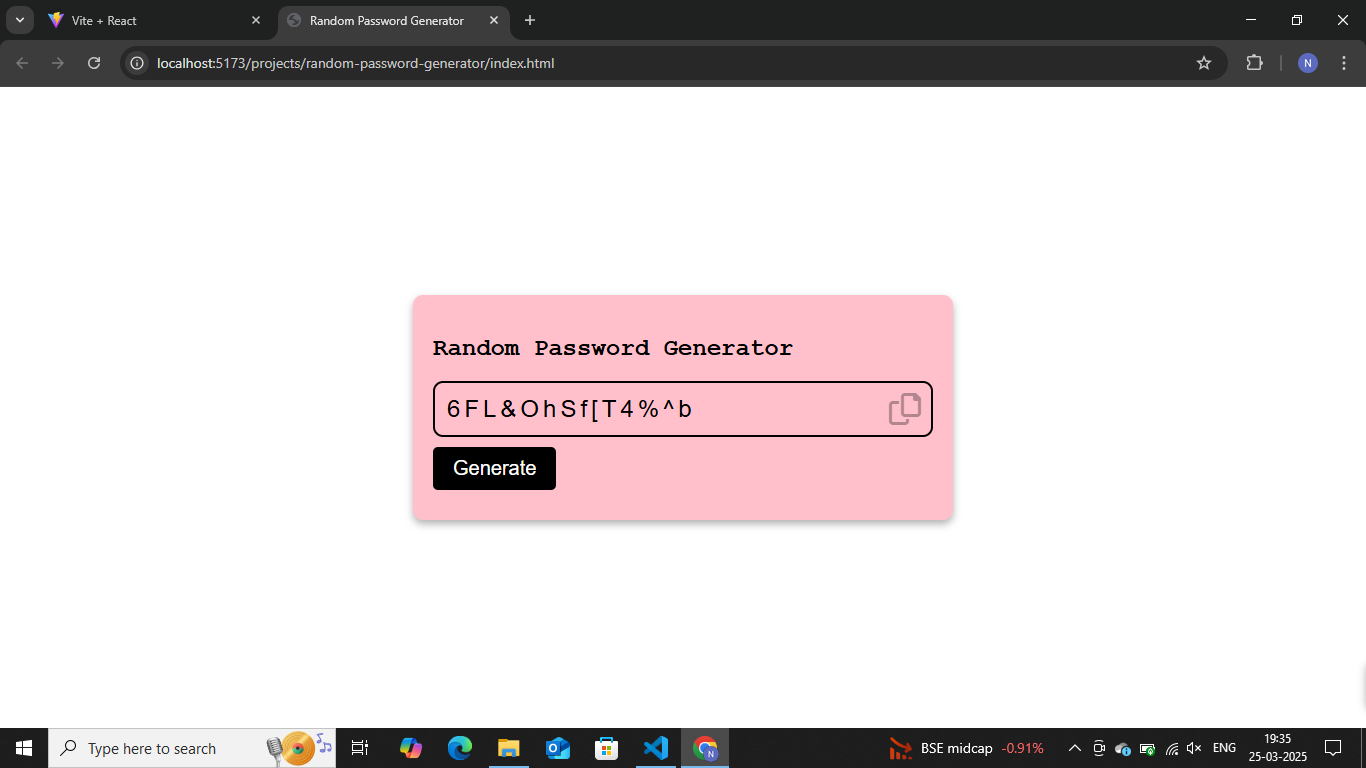 Vite + React
Random Password Generator
localhost:5173/projects/random-password-generator/index.html
N
Random Password Generator
6FL&OhSf[T4%^b
Generate
Type here to search
N
BSE midcap -0.91%
ENG
19:35
25-03-2025